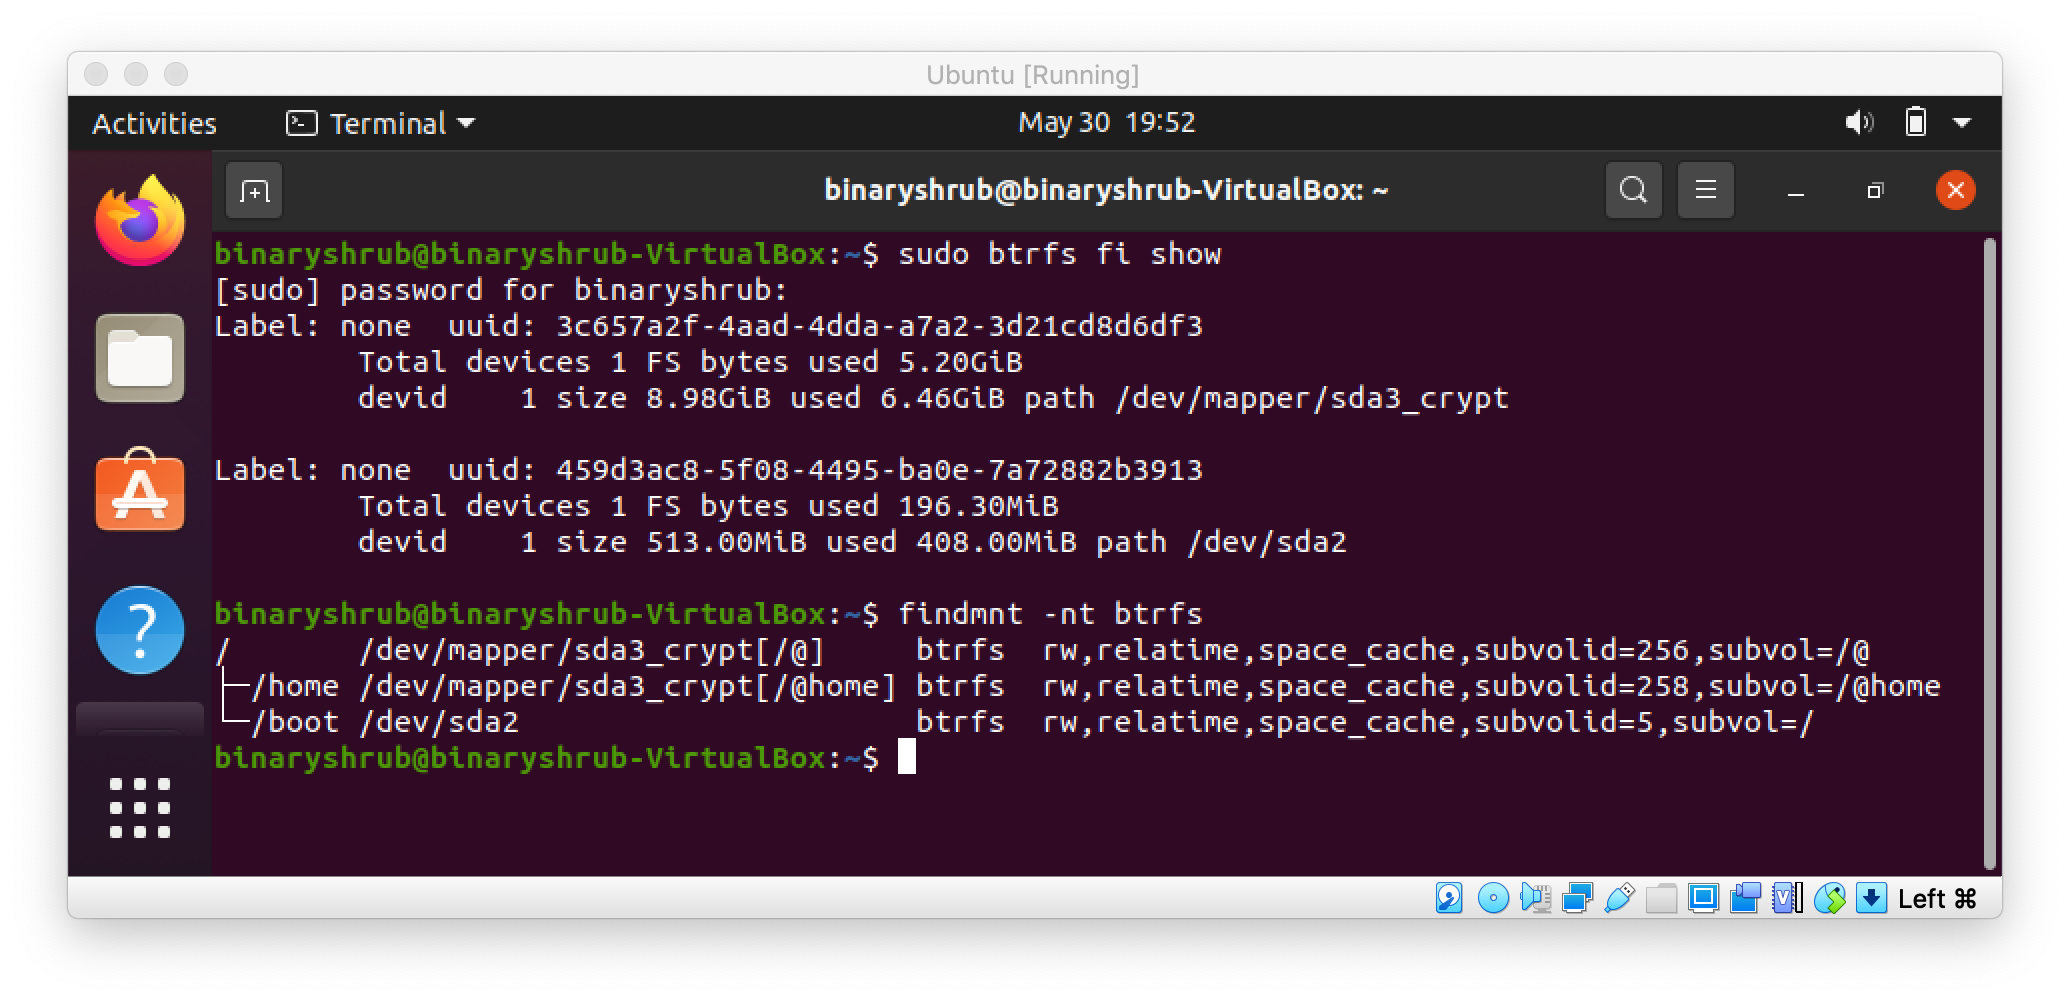 Ubuntu [Running]
Activities Terminal May 30 19:52
binaryshrub@binaryshrub-VirtualBox: ~
binaryshrub@binaryshrub-VirtualBox:~$ sudo btrfs fi show
[sudo] password for binaryshrub:
Label: none  uuid: 3c657a2f-4aad-4dda-a7a2-3d21cd8d6df3
        Total devices 1 FS bytes used 5.20GiB
        devid    1 size 8.98GiB used 6.46GiB path /dev/mapper/sda3_crypt
Label: none  uuid: 459d3ac8-5f08-4495-ba0e-7a72882b3913
        Total devices 1 FS bytes used 196.30MiB
        devid    1 size 513.00MiB used 408.00MiB path /dev/sda2
binaryshrub@binaryshrub-VirtualBox:~$ findmnt -nt btrfs
/       /dev/mapper/sda3_crypt[/@]     btrfs  rw,relatime,space_cache,subvolid=256,subvol=/@
├─/home /dev/mapper/sda3_crypt[/@home] btrfs  rw,relatime,space_cache,subvolid=258,subvol=/@home
└─/boot /dev/sda2                      btrfs  rw,relatime,space_cache,subvolid=5,subvol=/
binaryshrub@binaryshrub-VirtualBox:~$
Left ⌘